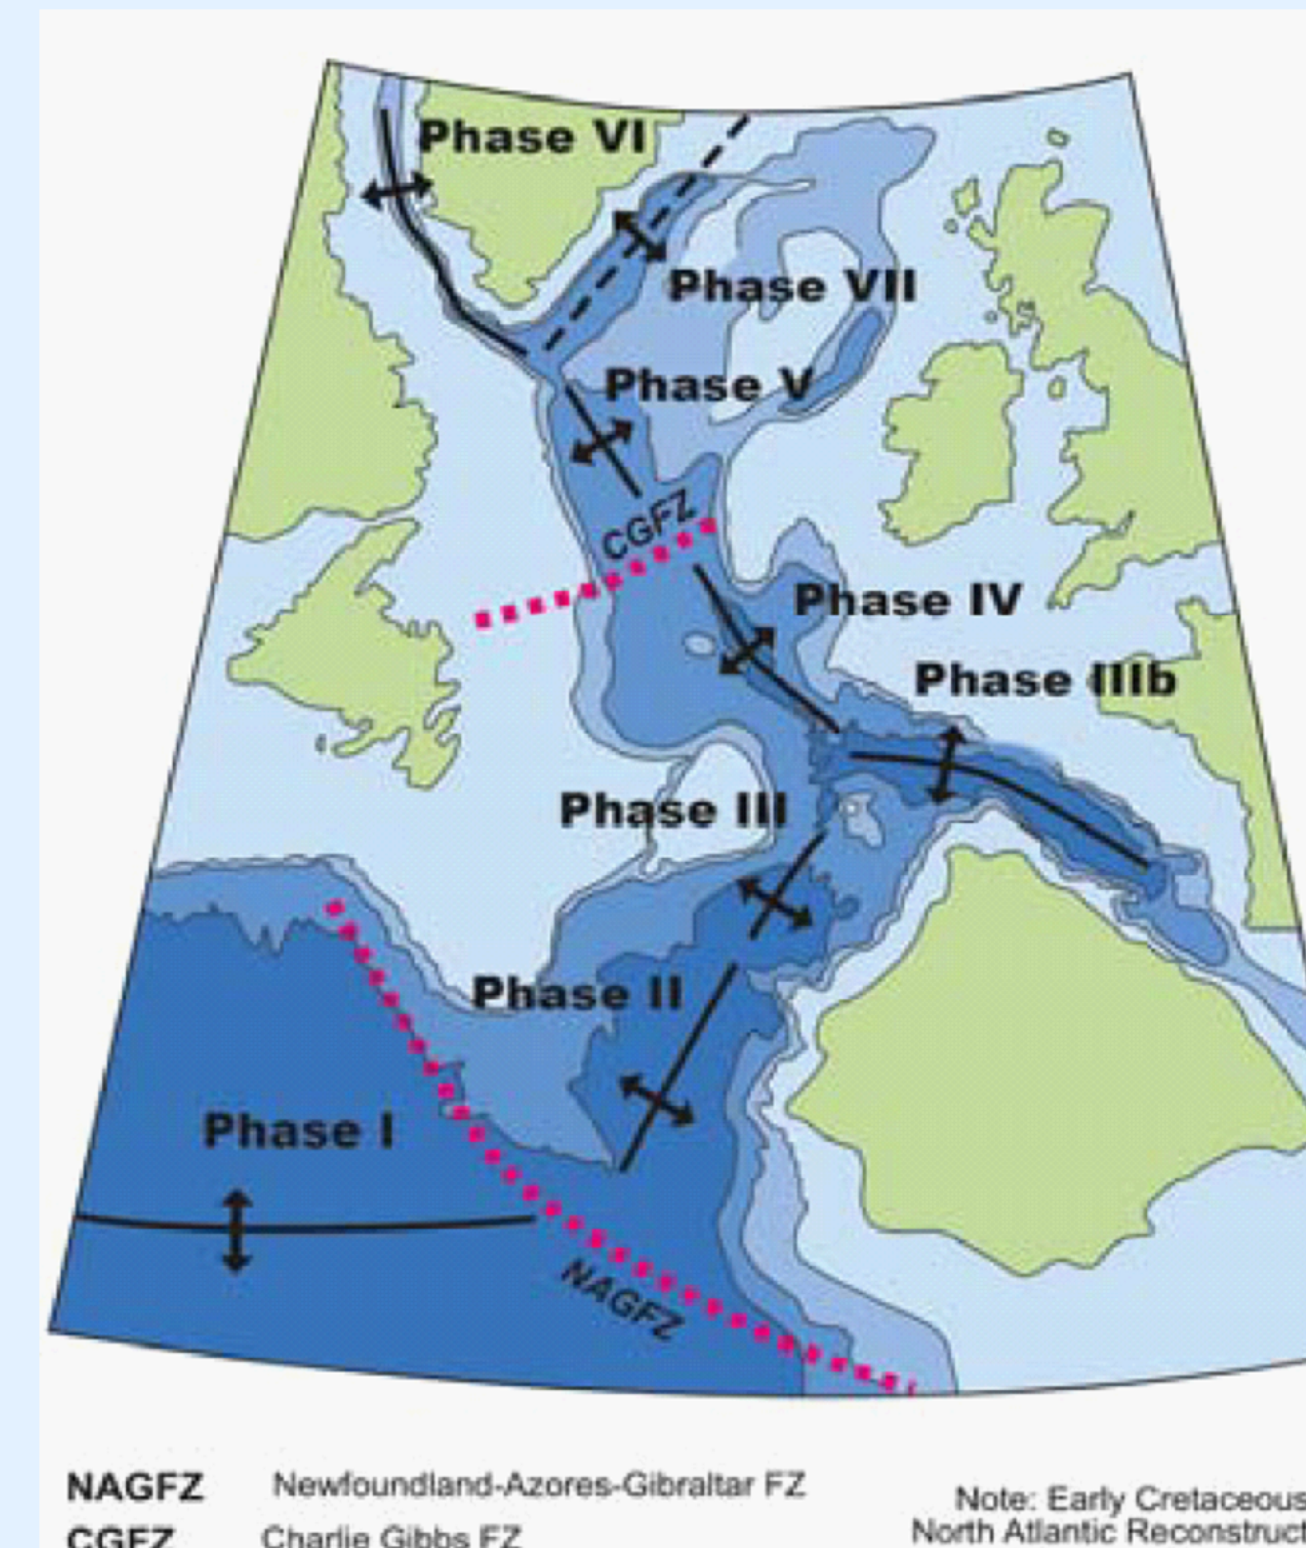 Phase VI
Phase VII
Phase V
CGFZ
Phase IV
Phase IIIb
Phase III
Phase II
Phase I
NAGFZ
NAGFZ Newfoundland-Azores-Gibraltar FZ
CGFZ Charlie Gibbs FZ
Note: Early Cretaceous
North Atlantic Reconstruct